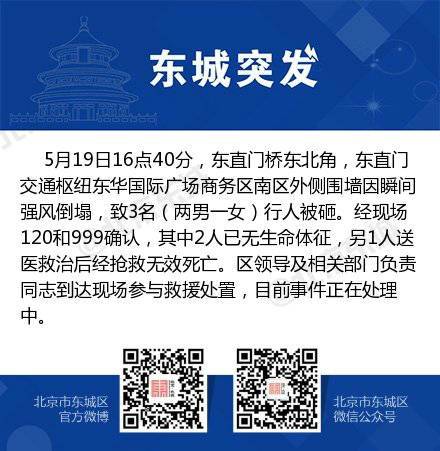 东城突发
5月19日16点40分，东直门桥东北角，东直门
交通枢纽东华国际广场商务区南区外侧围墙因瞬间
强风倒塌，致3名（两男一女）行人被砸。经现场
120和999确认，其中2人已无生命体征，另1人送
医救治后经抢救无效死亡。区领导及相关部门负责
同志到达现场参与救援处置，目前事件正在处理
中。
北京市东城区
官方微博
北京市东城区
微信公众号